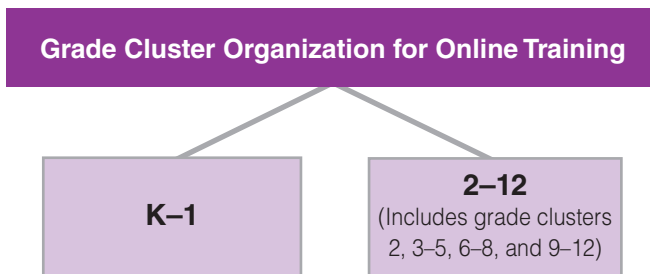 Grade Cluster Organization for Online Training
K–1
2–12
(Includes grade clusters
2, 3–5, 6–8, and 9–12)